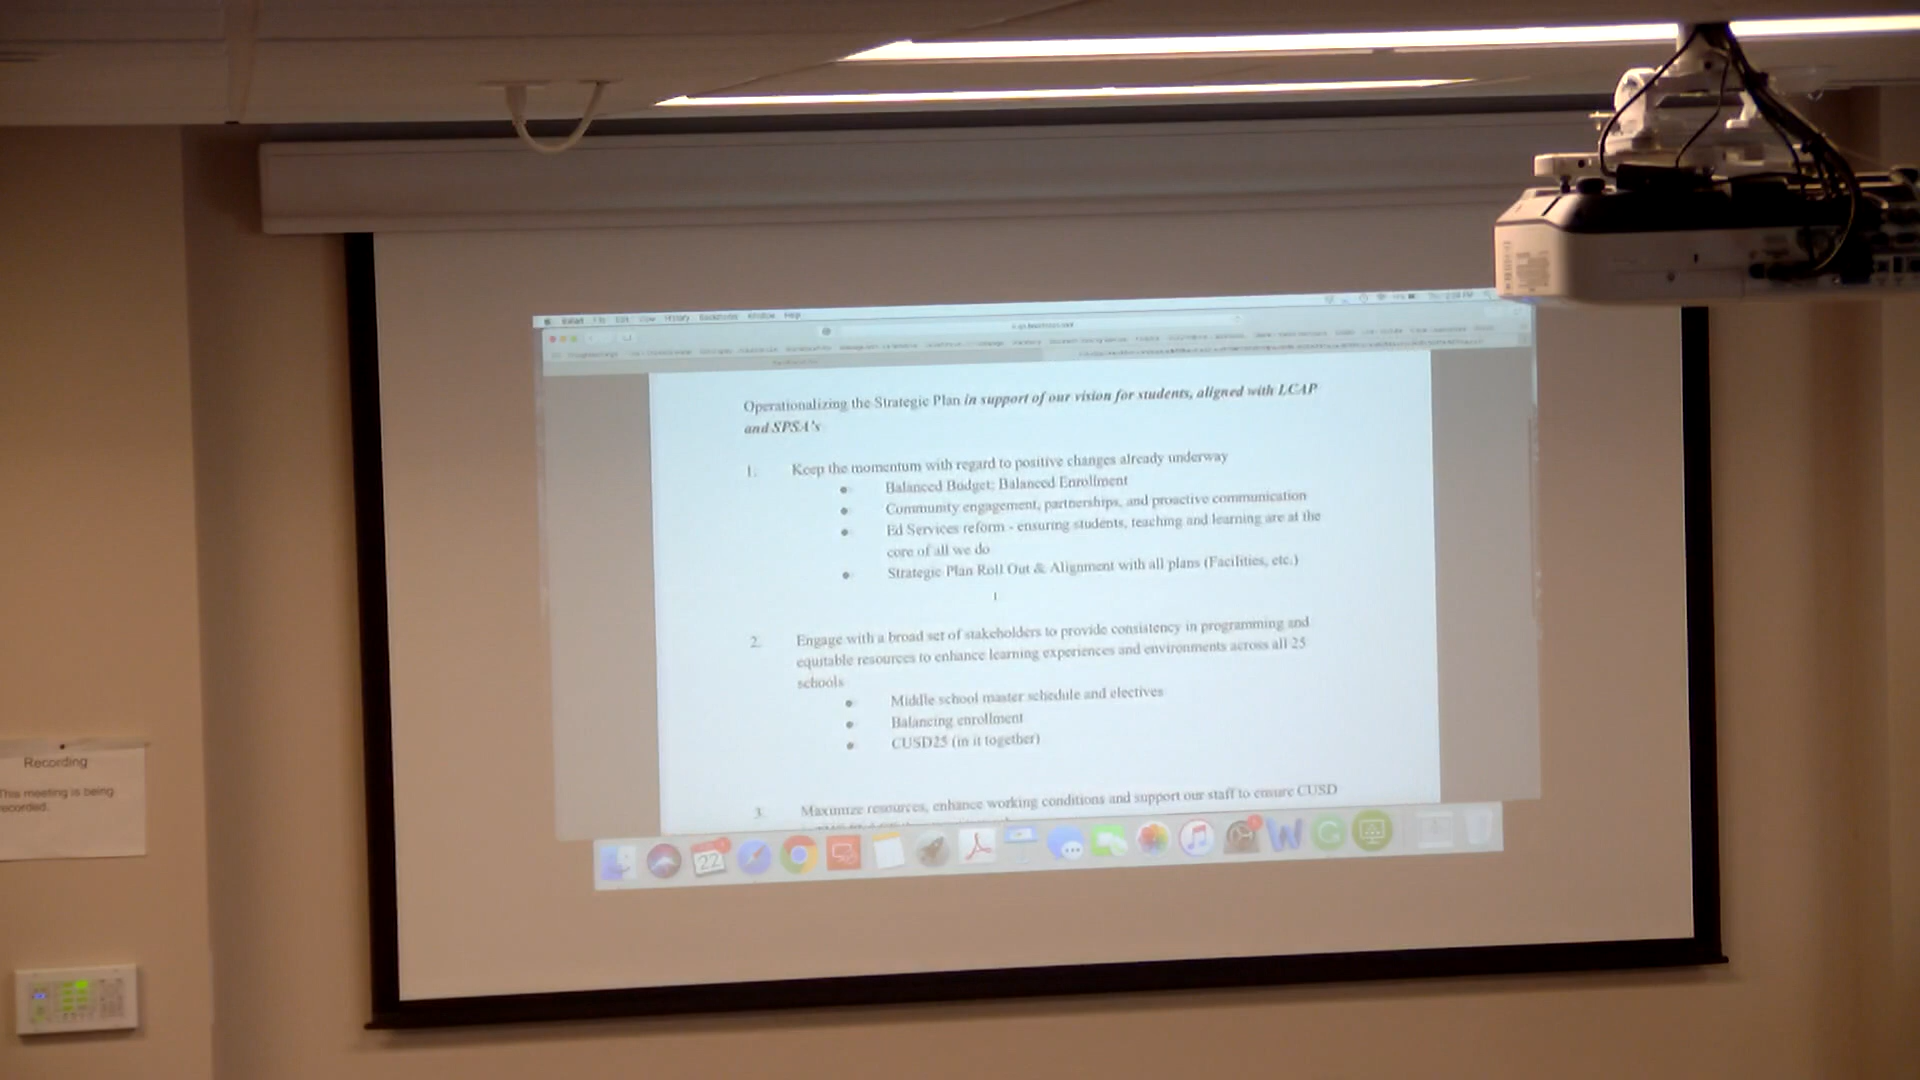 History
Window
Help
Operationalizing the Strategic Plan in support of our vision for students, aligned with LCAP
and SPSA's
1. Keep the momentum with regard to positive changes already underway
● Balanced Budget; Balanced Enrollment
● Community engagement, partnerships, and proactive communication
● Ed Services reform - ensuring students, teaching and learning are at the
core of all we do
● Strategic Plan Roll Out & Alignment with all plans (Facilities, etc.)
2. Engage with a broad set of stakeholders to provide consistency in programming and
equitable resources to enhance learning experiences and environments across all 25
schools
● Middle school master schedule and electives
● Balancing enrollment
● CUSD25 (in it together)
3. Maximize resources, enhance working conditions and support our staff to ensure CUSD
22
Recording
This meeting is being
recorded.